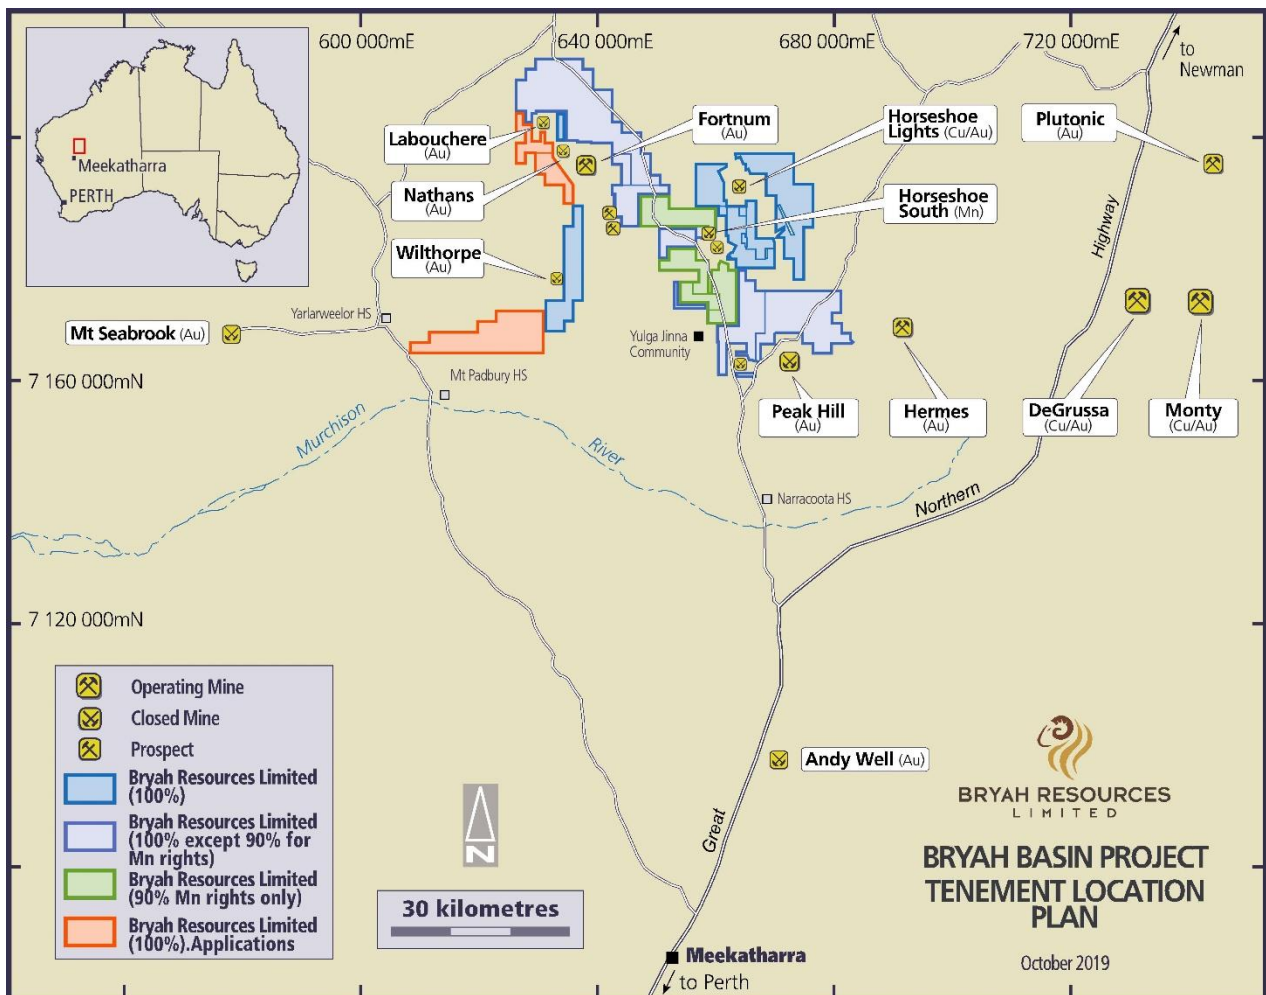 600 000mE
640 000mE
680 000mE
720 000mE
to
Newman
Meekatharra
PERTH
Labouchere
(Au)
Fortnum
(Au)
Horseshoe
Lights (Cu/Au)
Plutonic
(Au)
Nathans
(Au)
Horseshoe
South (Mn)
Wilthorpe
(Au)
Highway
Yarlarweelor HS
Mt Seabrook (Au)
Yulga Jinna
Community
7 160 000mN
Mt Padbury HS
Peak Hill
(Au)
Hermes
(Au)
DeGrussa
(Cu/Au)
Monty
(Cu/Au)
Murchison
River
Narracoota HS
Northern
7 120 000mN
Operating Mine
Closed Mine
Prospect
Bryah Resources Limited
(100%)
Bryah Resources Limited
(100% except 90% for
Mn rights)
Bryah Resources Limited
(90% Mn rights only)
Bryah Resources Limited
(100%).Applications
N
30 kilometres
Andy Well (Au)
Great
Meekatharra
to Perth
BRYAH RESOURCES
LIMITED
BRYAH BASIN PROJECT
TENEMENT LOCATION
PLAN
October 2019